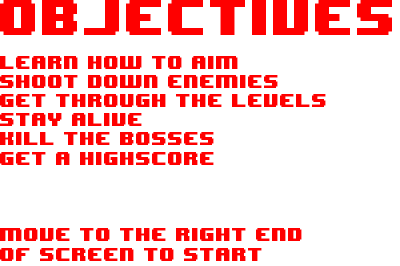 OBJECTIVES
LEARN HOW TO AIM
SHOOT DOWN ENEMIES
GET THROUGH THE LEVELS
STAY ALIVE
KILL THE BOSSES
GET A HIGHSCORE
MOVE TO THE RIGHT END
OF SCREEN TO START